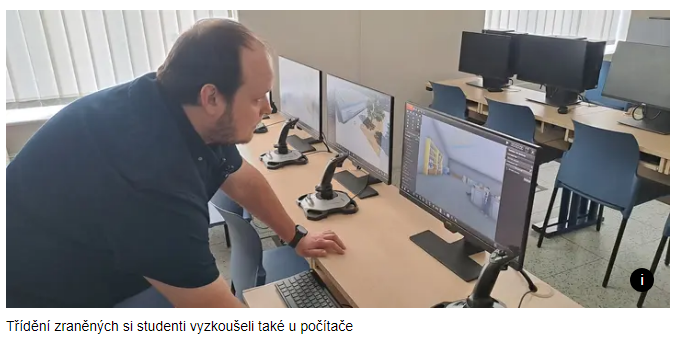 i
Třídění zraněných si studenti vyzkoušeli také u počítače